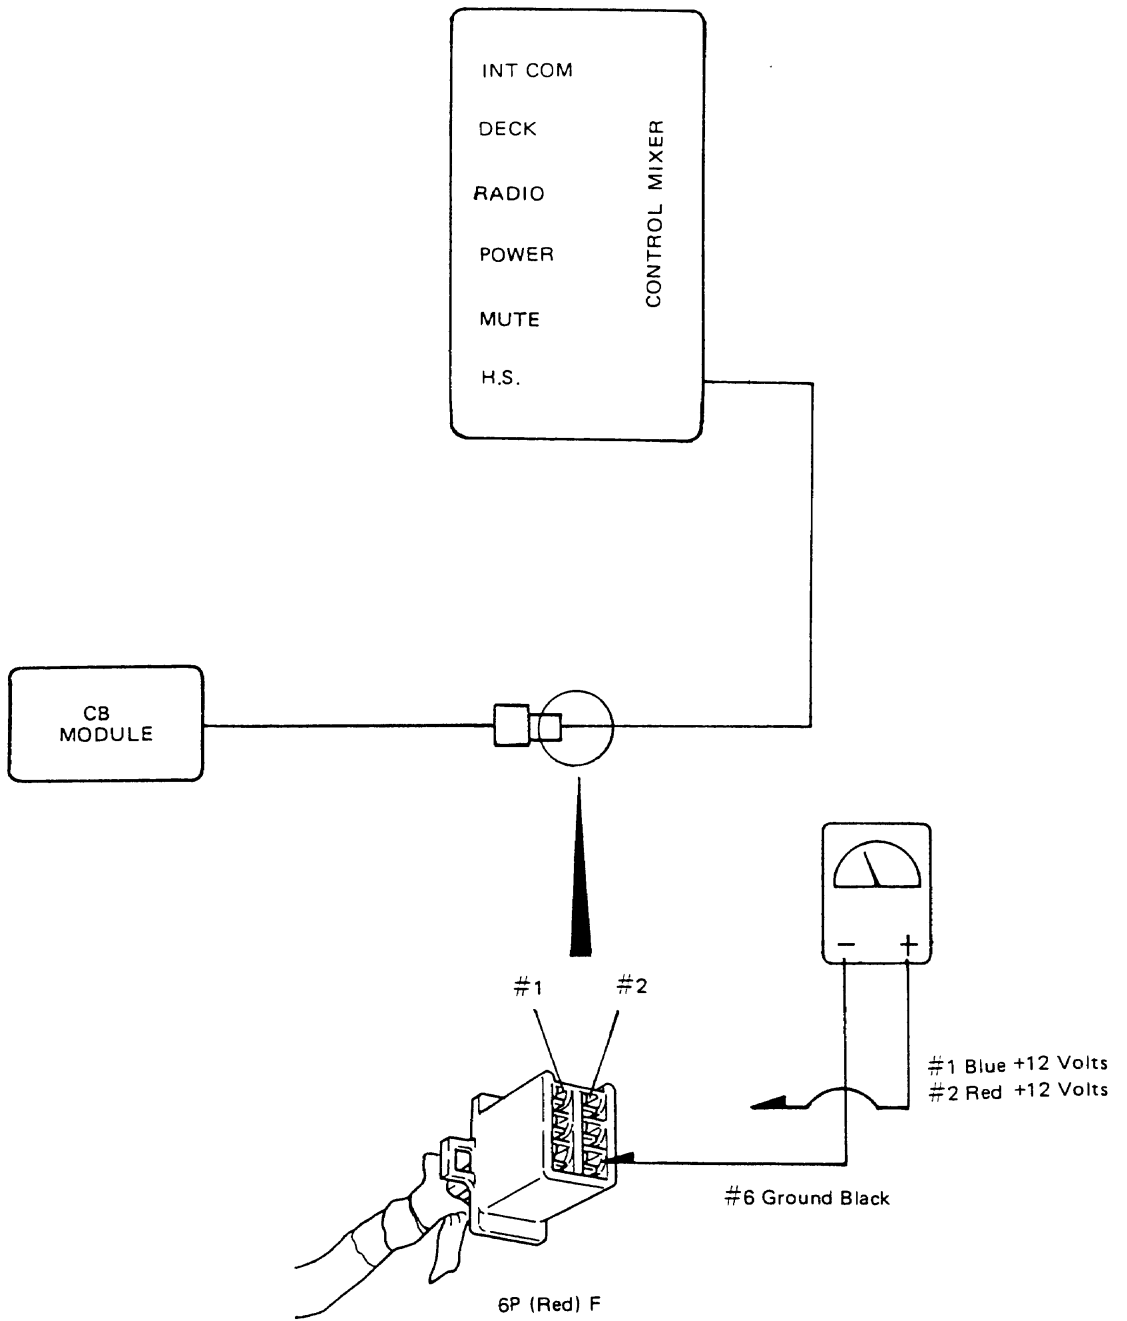 INT COM
DECK
RADIO
POWER
MUTE
H.S.
CONTROL MIXER
CB
MODULE
− +
#1 #2
#1 Blue +12 Volts
#2 Red +12 Volts
#6 Ground Black
6P (Red) F